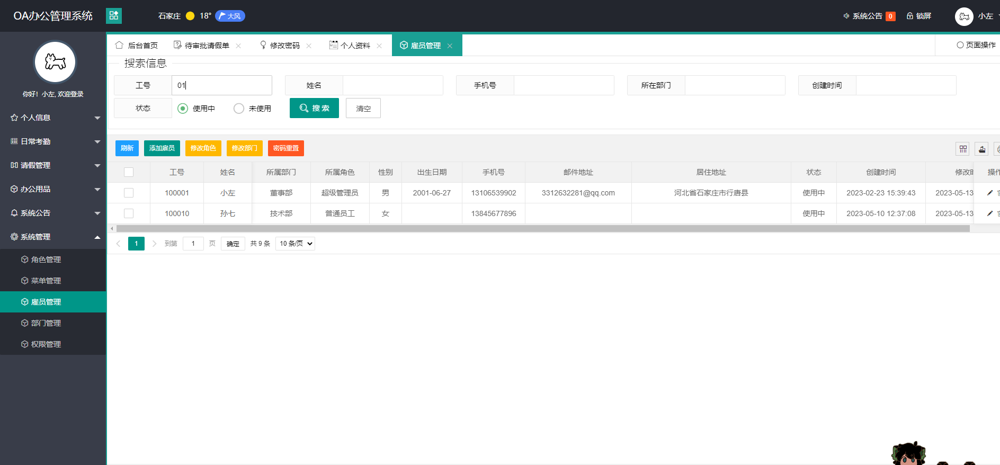 OA办公管理系统
石家庄 18° 大风
系统公告 0 锁屏 小左
你好！小左, 欢迎登录
个人信息
日常考勤
请假管理
办公用品
系统公告
系统管理
角色管理
菜单管理
雇员管理
部门管理
权限管理
后台首页 待审批请假单 修改密码 个人资料 雇员管理 页面操作
搜索信息
工号 01 姓名 手机号 所在部门 创建时间
状态 使用中 未使用 搜 索 清空
刷新 添加雇员 修改角色 修改部门 密码重置
工号 姓名 所属部门 所属角色 性别 出生日期 手机号 邮件地址 居住地址 状态 创建时间 修改时 操作
100001 小左 董事部 超级管理员 男 2001-06-27 13106539902 3312632281@qq.com 河北省石家庄市行唐县 使用中 2023-02-23 15:39:43 2023-05-13
100010 孙七 技术部 普通员工 女 13845677896 使用中 2023-05-10 12:37:08 2023-05-13
1 到第 1 页 确定 共 9 条 10 条/页